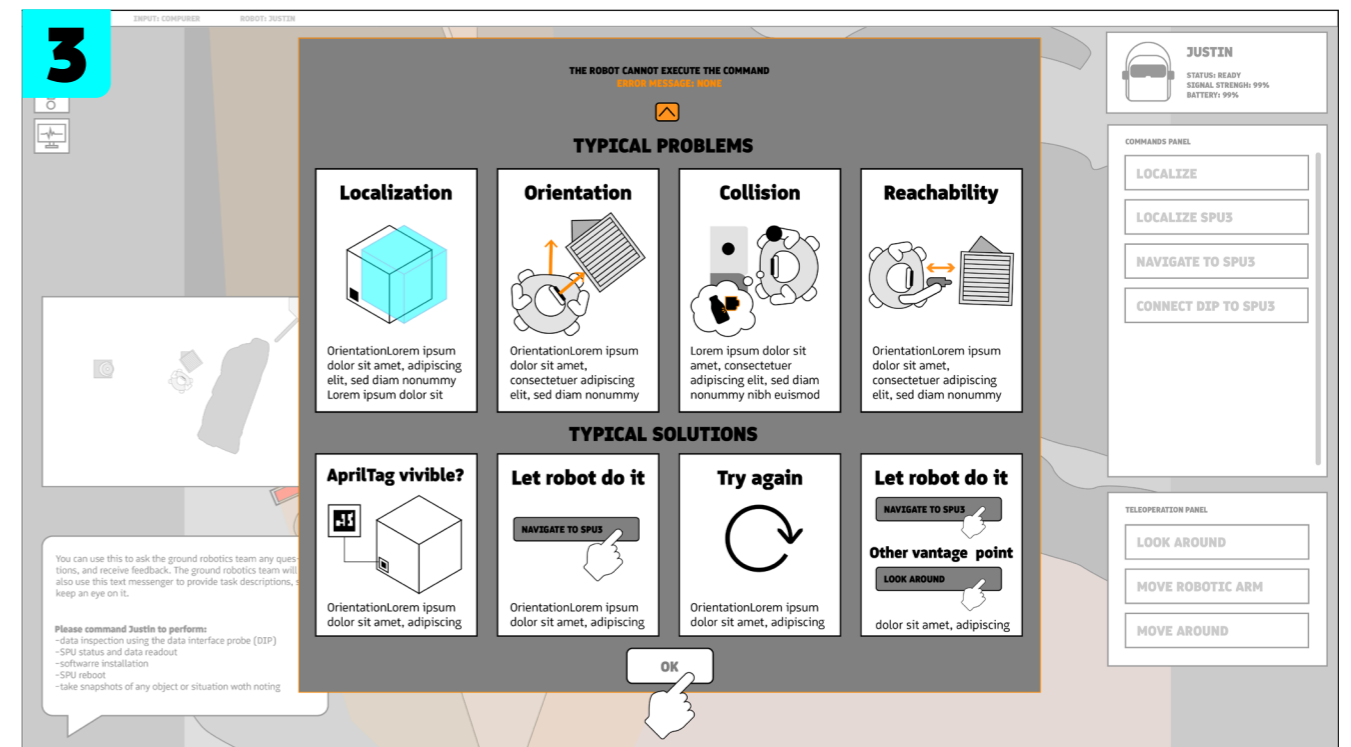 3
INPUT: COMPURER
ROBOT: JUSTIN
THE ROBOT CANNOT EXECUTE THE COMMAND
ERROR MESSAGE: NONE
TYPICAL PROBLEMS
Localization
OrientationLorem ipsum
dolor sit amet, adipiscing
elit, sed diam nonummy
Lorem ipsum dolor sit
Orientation
OrientationLorem ipsum
dolor sit amet,
consectetuer adipiscing
elit, sed diam nonummy
Collision
Lorem ipsum dolor sit
amet, consectetuer
adipiscing elit, sed diam
nonummy nibh euismod
Reachability
OrientationLorem ipsum
dolor sit amet,
consectetuer adipiscing
elit, sed diam nonummy
TYPICAL SOLUTIONS
AprilTag vivible?
OrientationLorem ipsum
dolor sit amet, adipiscing
Let robot do it
NAVIGATE TO SPU3
OrientationLorem ipsum
dolor sit amet, adipiscing
Try again
OrientationLorem ipsum
dolor sit amet, adipiscing
Let robot do it
NAVIGATE TO SPU3
Other vantage point
LOOK AROUND
dolor sit amet, adipiscing
OK
You can use this to ask the ground robotics team any ques-
tions, and receive feedback. The ground robotics team will
also use this text messenger to provide task descriptions, s
keep an eye on it.
Please command Justin to perform:
-data inspection using the data interface probe (DIP)
-SPU status and data readout
-softwarre installation
-SPU reboot
-take snapshots of any object or situation woth noting
JUSTIN
STATUS: READY
SIGNAL STRENGH: 99%
BATTERY: 99%
COMMANDS PANEL
LOCALIZE
LOCALIZE SPU3
NAVIGATE TO SPU3
CONNECT DIP TO SPU3
TELEOPERATION PANEL
LOOK AROUND
MOVE ROBOTIC ARM
MOVE AROUND